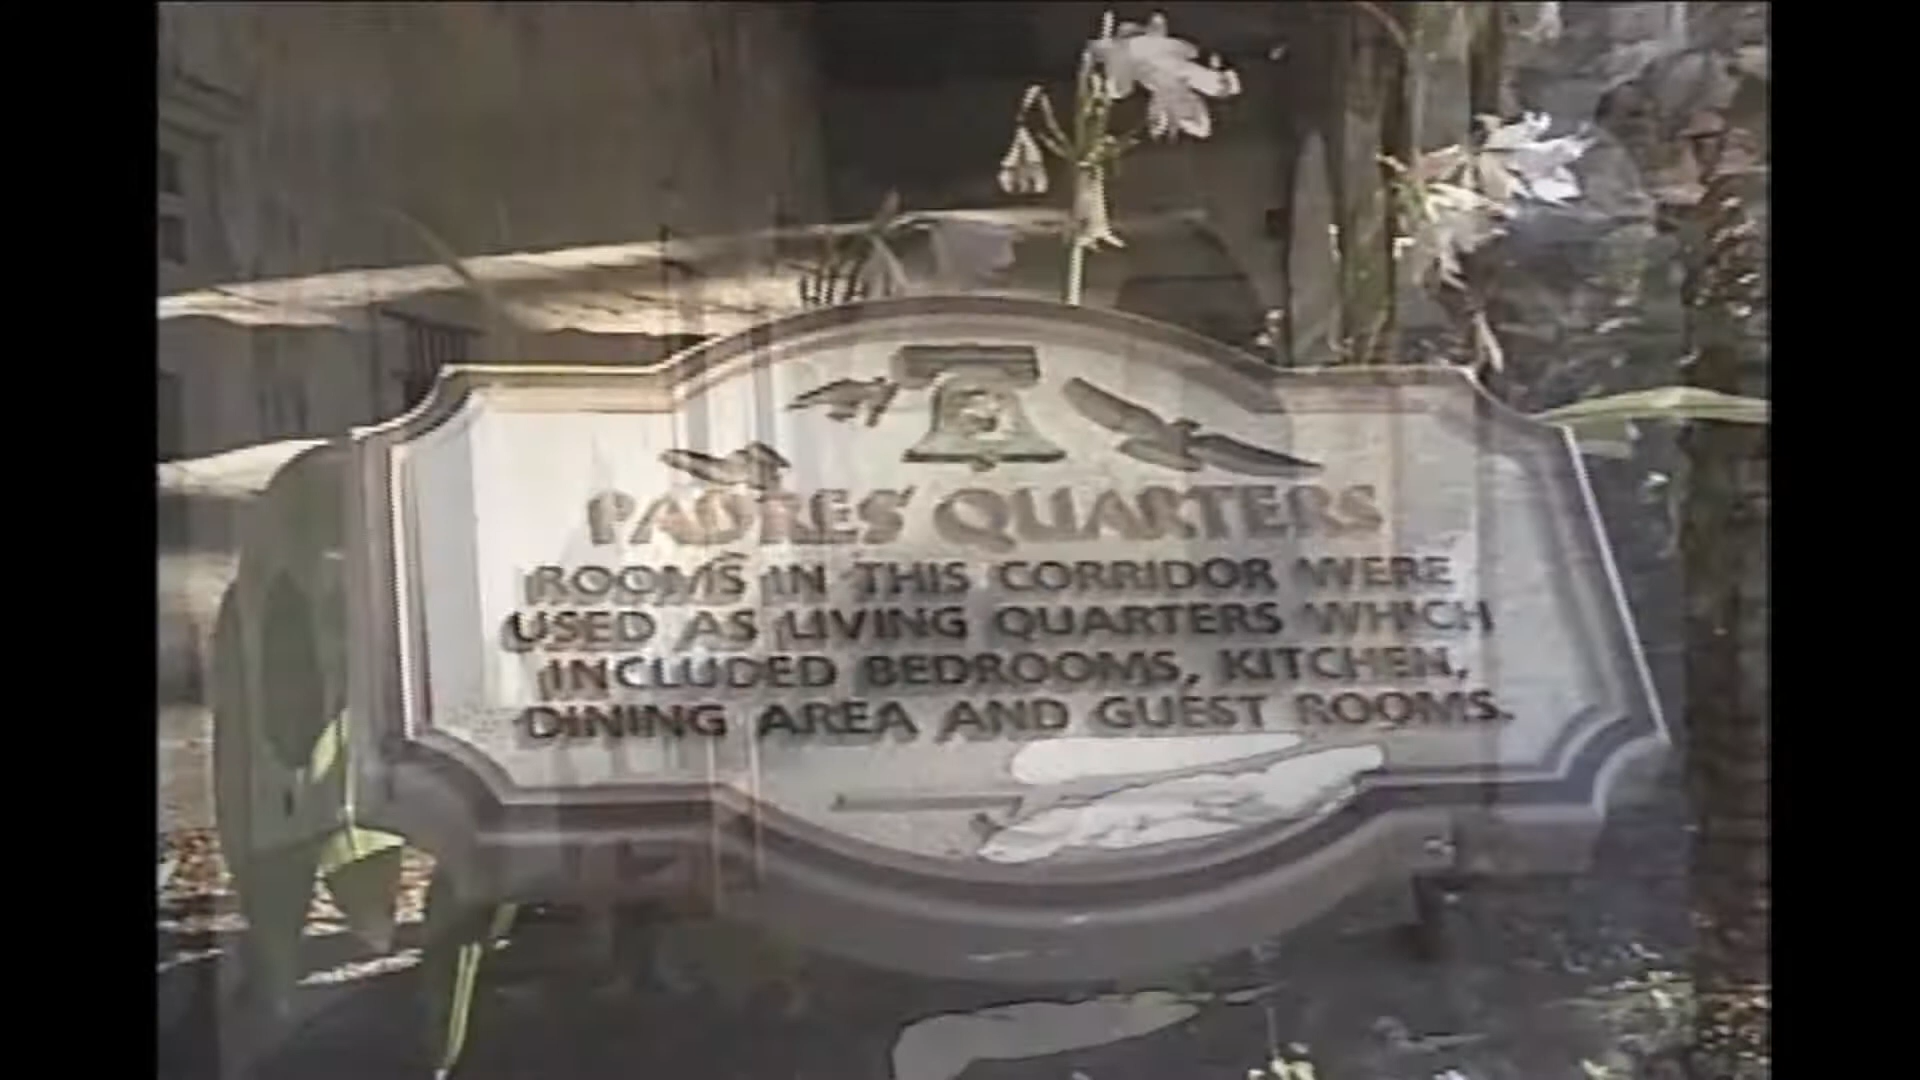 PADRES' QUARTERS
ROOMS IN THIS CORRIDOR WERE
USED AS LIVING QUARTERS WHICH
INCLUDED BEDROOMS, KITCHEN,
DINING AREA AND GUEST ROOMS.